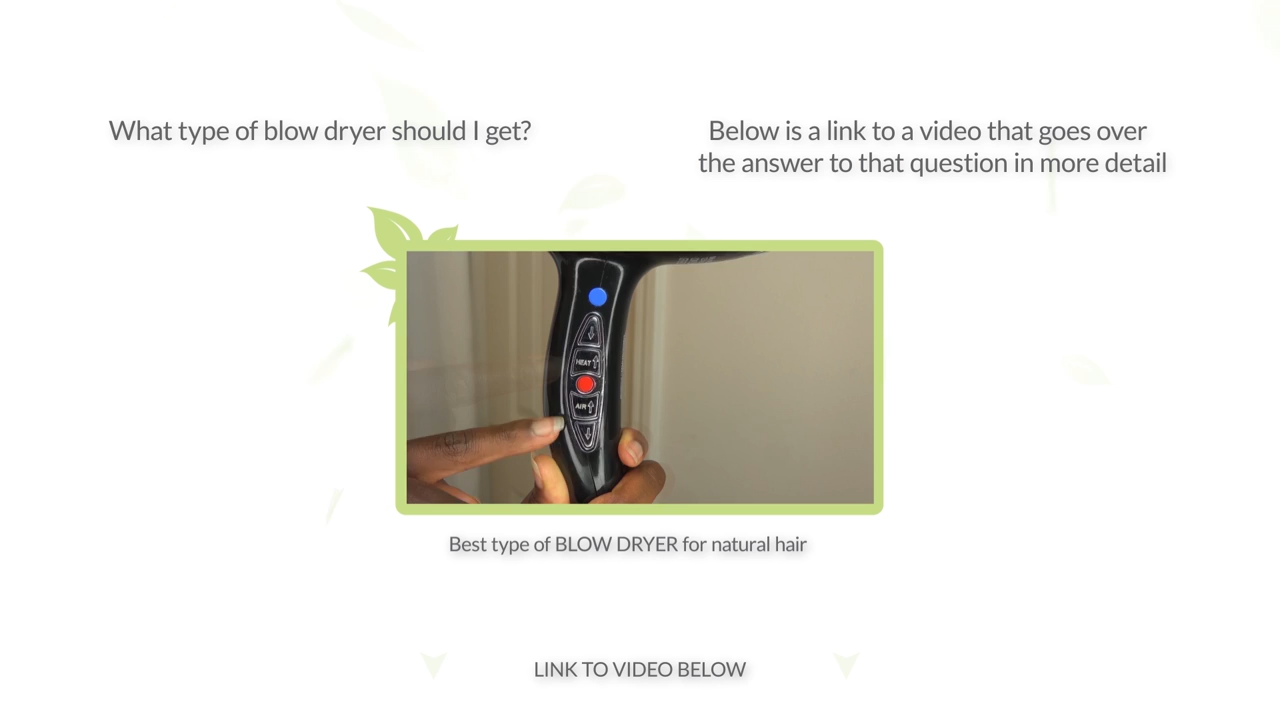 What type of blow dryer should I get?
Below is a link to a video that goes over
the answer to that question in more detail
HEAT
AIR
Best type of BLOW DRYER for natural hair
LINK TO VIDEO BELOW